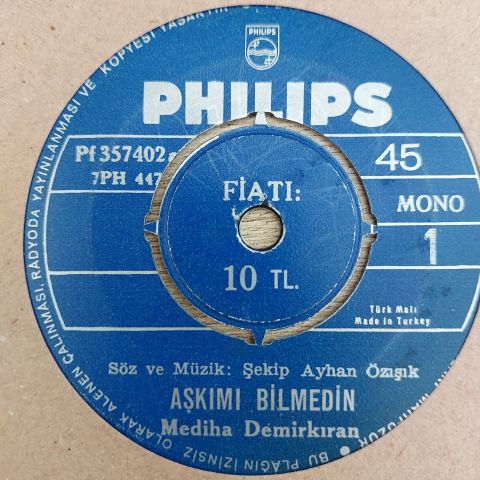 PHILIPS
PHILIPS
Pf 357402
7PH 447
45
MONO
1
FİATI:
10 TL.
Türk Malı
Made in Turkey
Söz ve Müzik: Şekip Ayhan Özışık
AŞKIMI BİLMEDİN
Mediha Demirkıran
BU PLAĞIN İZİNSİZ OLARAK ALENEN ÇALINMASI, RADYODA YAYINLANMASI VE KOPYESİ YASAKTIR